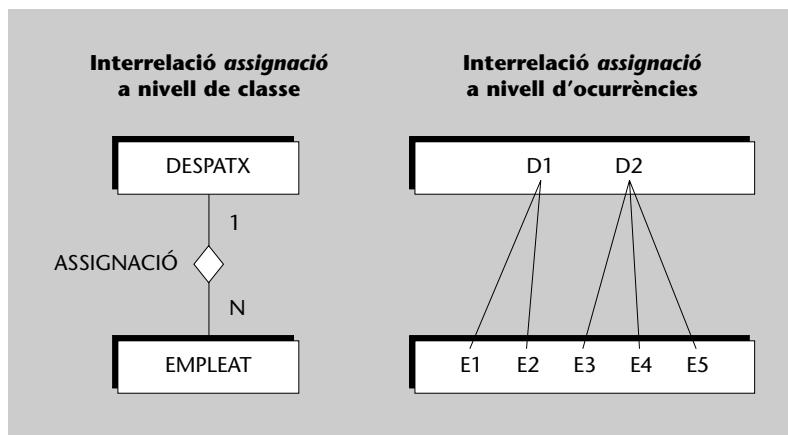 Interrelació assignació
a nivell de classe
DESPATX
1
ASSIGNACIÓ
N
EMPLEAT
Interrelació assignació
a nivell d'ocurrències
D1 D2
E1 E2 E3 E4 E5